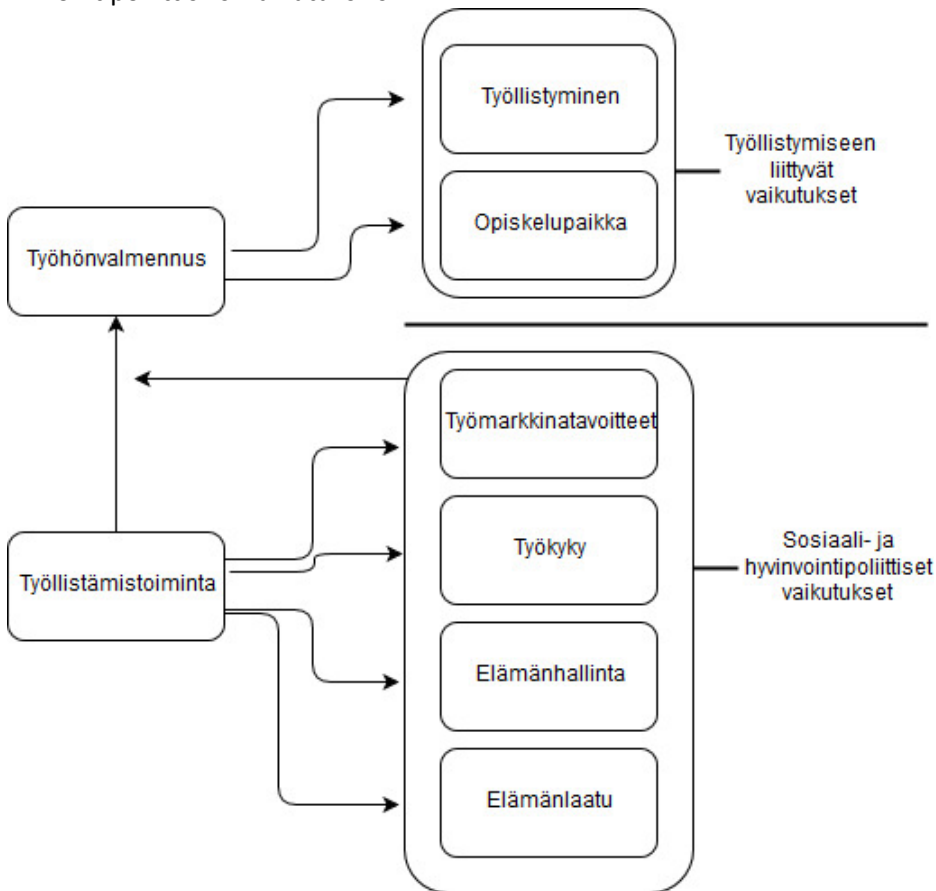 Työllistyminen
Työllistymiseen
liittyvät
vaikutukset
Opiskelupaikka
Työhönvalmennus
Työmarkkinatavoitteet
Työkyky
Sosiaali- ja
hyvinvointipoliittiset
vaikutukset
Työllistämistoiminta
Elämänhallinta
Elämänlaatu